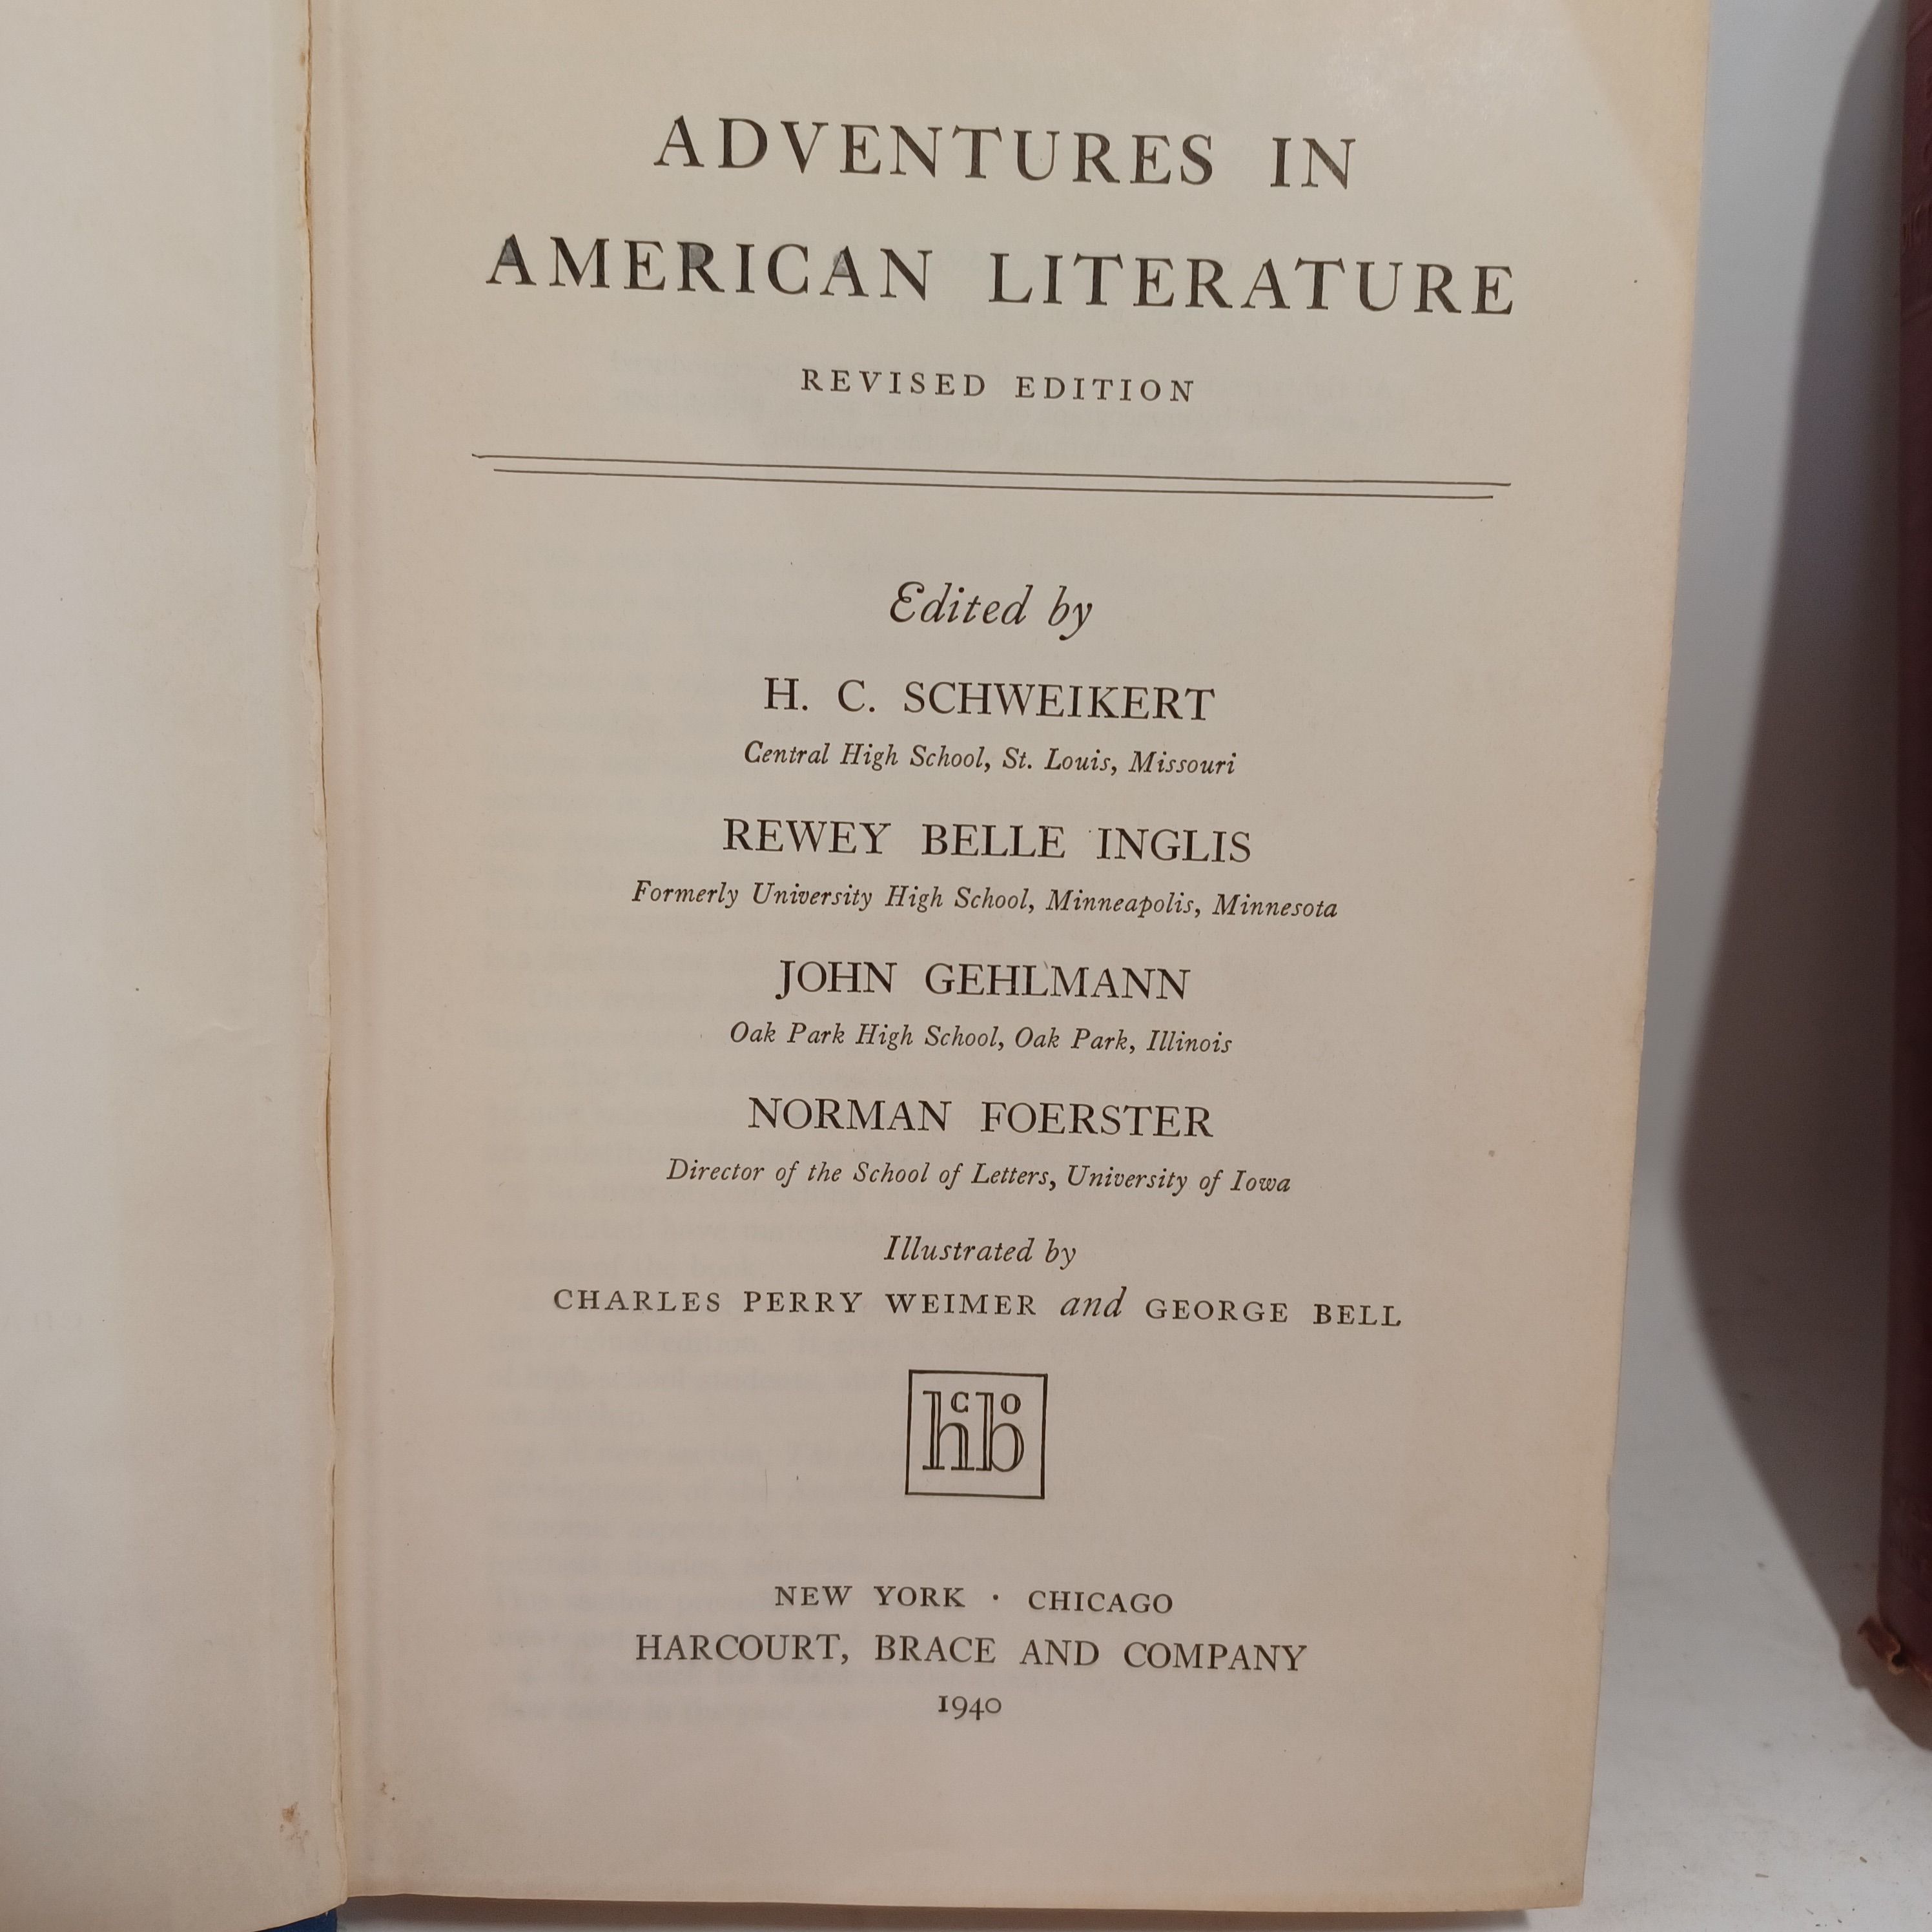 ADVENTURES IN
AMERICAN LITERATURE
REVISED EDITION
Edited by
H. C. SCHWEIKERT
Central High School, St. Louis, Missouri
REWEY BELLE INGLIS
Formerly University High School, Minneapolis, Minnesota
JOHN GEHLMANN
Oak Park High School, Oak Park, Illinois
NORMAN FOERSTER
Director of the School of Letters, University of Iowa
Illustrated by
CHARLES PERRY WEIMER and GEORGE BELL
hcbo
NEW YORK · CHICAGO
HARCOURT, BRACE AND COMPANY
1940